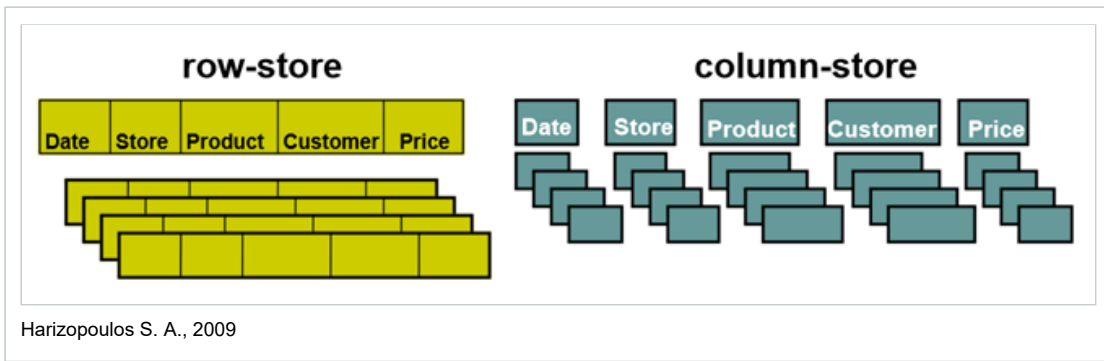 row-store
column-store
Date Store Product Customer Price
Date Store Product Customer Price
Harizopoulos S. A., 2009